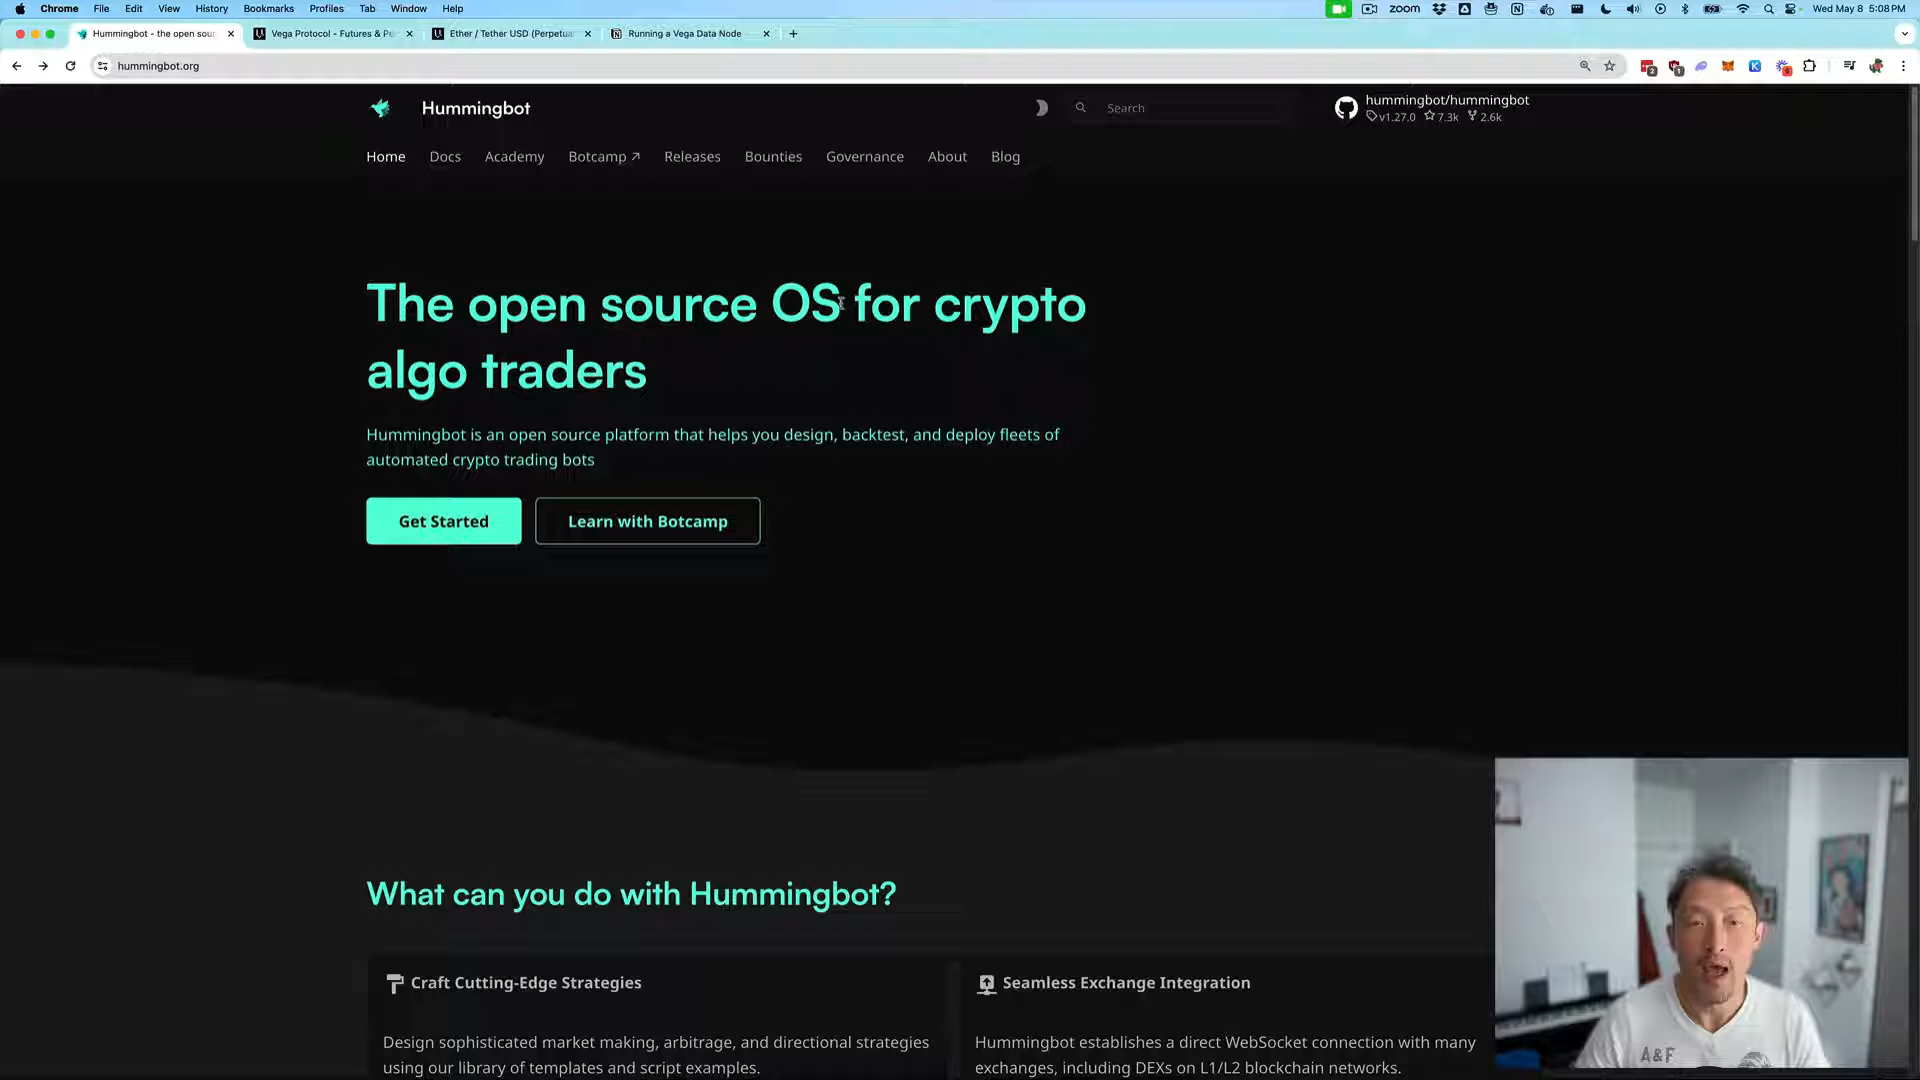 Chrome File Edit View History Bookmarks Profiles Tab Window Help
zoom
Wed May 8 5:08 PM
Hummingbot - the open sour
Vega Protocol - Futures & Pe
Ether / Tether USD (Perpetua
Running a Vega Data Node
hummingbot.org
Hummingbot
Search
hummingbot/hummingbot
v1.27.0 7.3k 2.6k
Home Docs Academy Botcamp ↗ Releases Bounties Governance About Blog
The open source OS for crypto
algo traders
Hummingbot is an open source platform that helps you design, backtest, and deploy fleets of
automated crypto trading bots
Get Started
Learn with Botcamp
What can you do with Hummingbot?
Craft Cutting-Edge Strategies
Design sophisticated market making, arbitrage, and directional strategies
using our library of templates and script examples.
Seamless Exchange Integration
Hummingbot establishes a direct WebSocket connection with many
exchanges, including DEXs on L1/L2 blockchain networks.
A&F